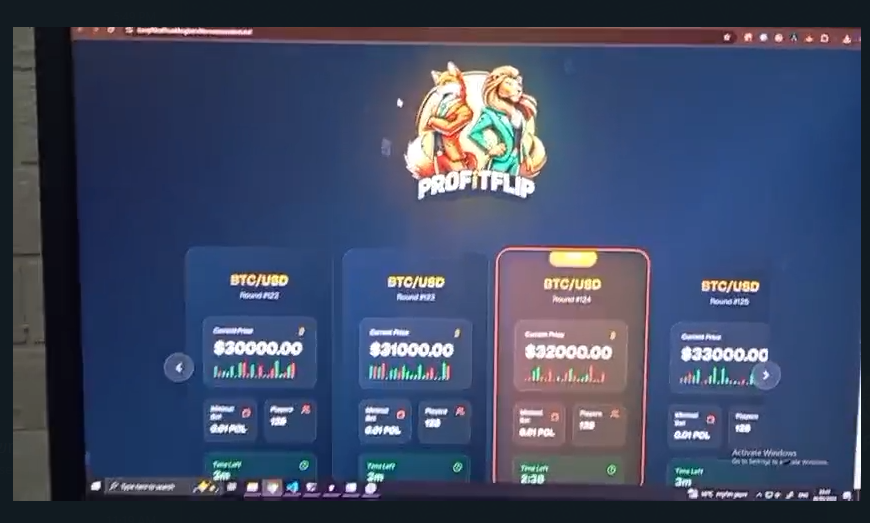 PROFiTFLIP
BTC/USD
Round #122
Current Price
$30000.00
Minimal Bet
0.01 POL
Players
Time Left
3m
BTC/USD
Round #123
Current Price
$31000.00
Minimal Bet
0.01 POL
Players
Time Left
3m
BTC/USD
Round #124
Current Price
$32000.00
Minimal Bet
0.01 POL
Players
Time Left
2:38
BTC/USD
Round #125
Current Price
$33000.00
Minimal Bet
0.01 POL
Players
Time Left
3m
Activate Windows
Go to Settings to activate Windows.
Type here to search
ENG